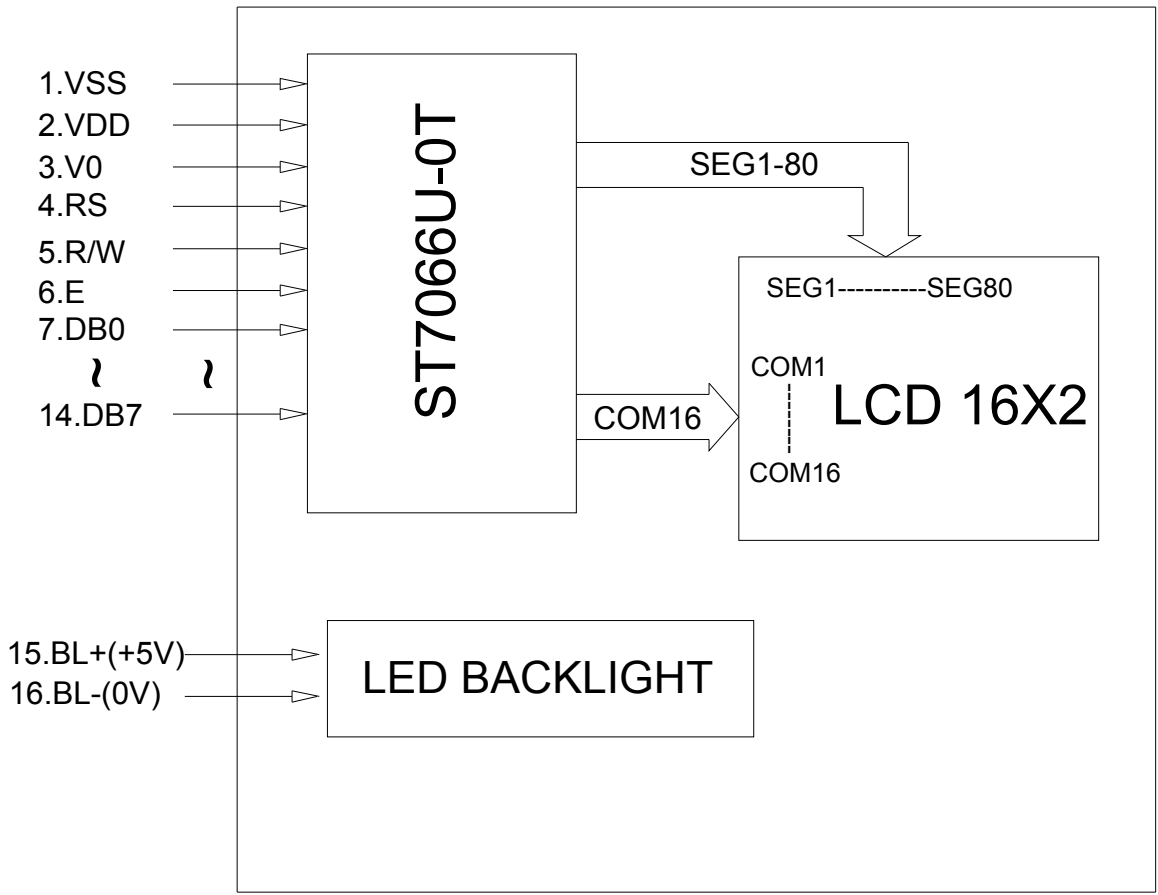 1.VSS
2.VDD
3.V0
4.RS
5.R/W
6.E
7.DB0
~
~
14.DB7
ST7066U-0T
SEG1-80
SEG1----------SEG80
COM1
LCD 16X2
COM16
COM16
15.BL+(+5V)
16.BL-(0V)
LED BACKLIGHT